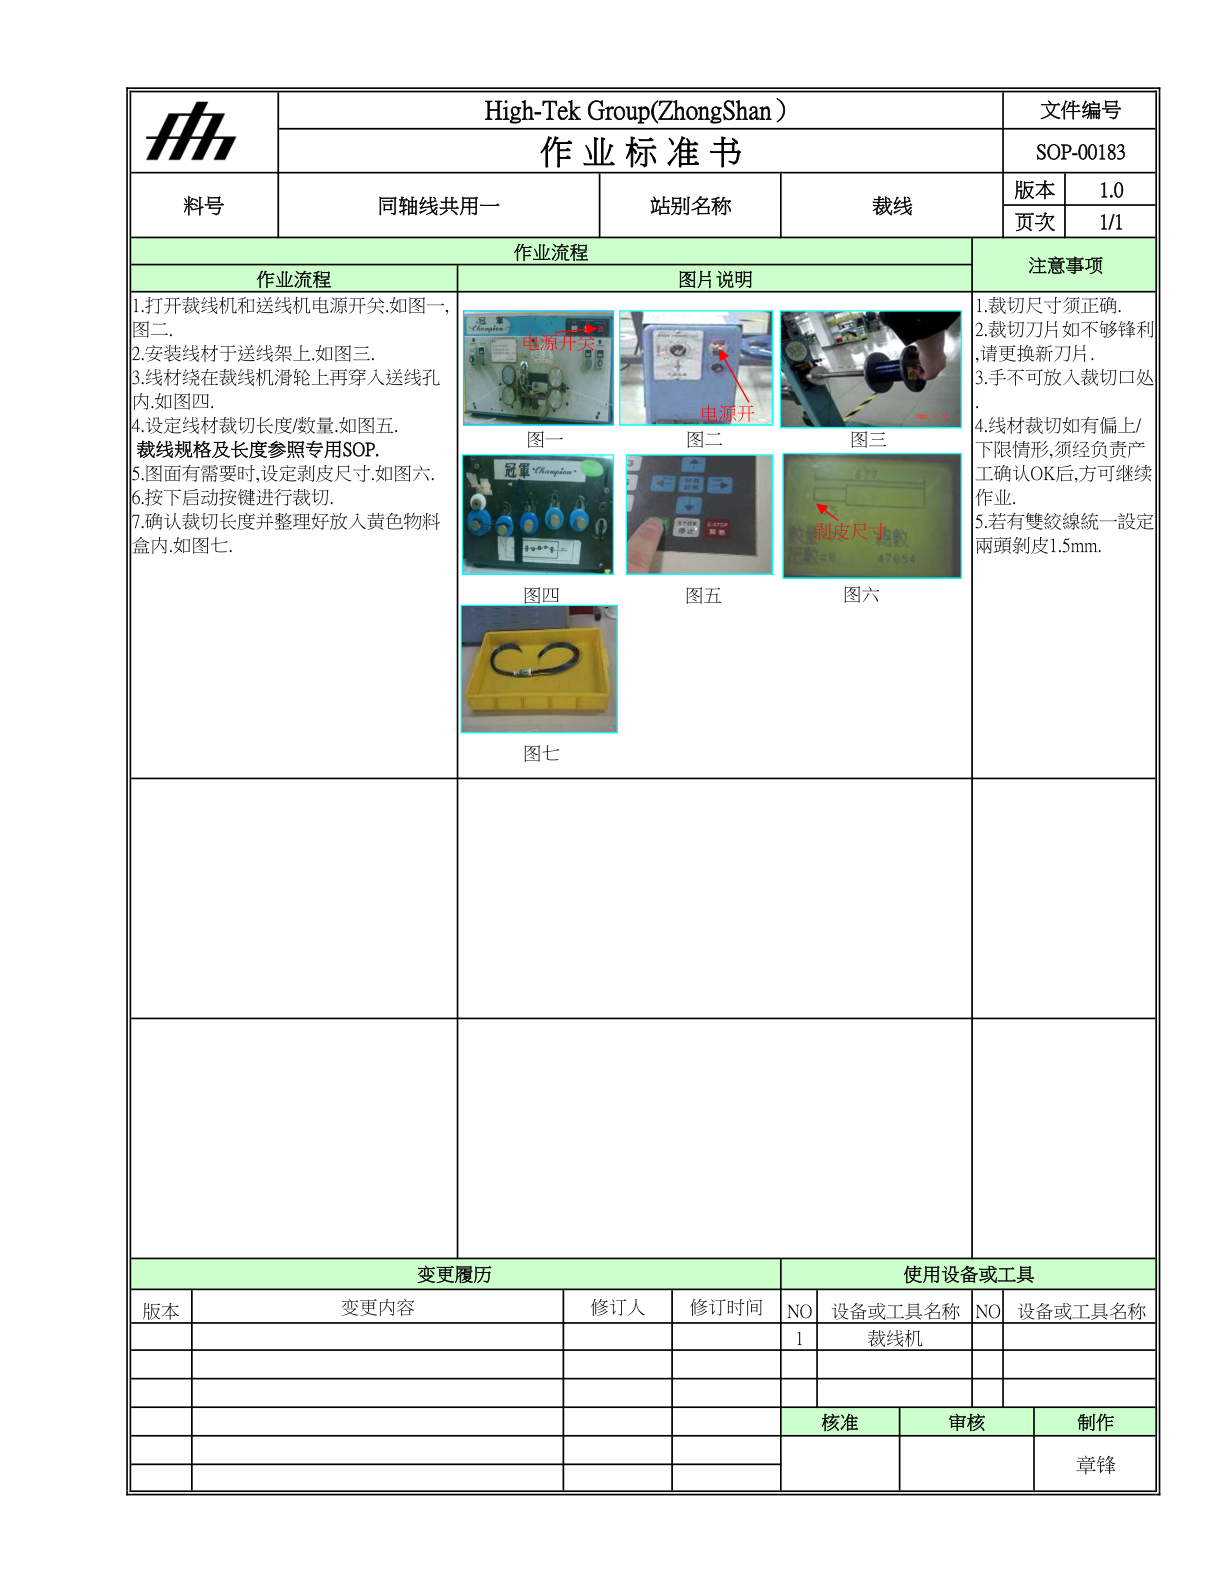 High-Tek Group(ZhongShan）
文件编号
作 业 标 准 书
SOP-00183
料号
同轴线共用一
站别名称
裁线
版本
1.0
页次
1/1
作业流程
注意事项
作业流程
图片说明
1.打开裁线机和送线机电源开关.如图一,
图二.
2.安装线材于送线架上.如图三.
3.线材绕在裁线机滑轮上再穿入送线孔
内.如图四.
4.设定线材裁切长度/数量.如图五.
裁线规格及长度参照专用SOP.
5.图面有需要时,设定剥皮尺寸.如图六.
6.按下启动按键进行裁切.
7.确认裁切长度并整理好放入黄色物料
盒内.如图七.
冠軍
Champion
电源开关
电源开
图一
图二
图三
冠軍 Champion
STOP
停止
E-STOP
緊急
677
剥皮尺寸
47054
图四
图五
图六
图七
1.裁切尺寸须正确.
2.裁切刀片如不够锋利
,请更换新刀片.
3.手不可放入裁切口处
.
4.线材裁切如有偏上/
下限情形,须经负责产
工确认OK后,方可继续
作业.
5.若有雙絞線統一設定
兩頭剝皮1.5mm.
变更履历
使用设备或工具
版本
变更内容
修订人
修订时间
NO
设备或工具名称
NO
设备或工具名称
1
裁线机
核准
审核
制作
章锋